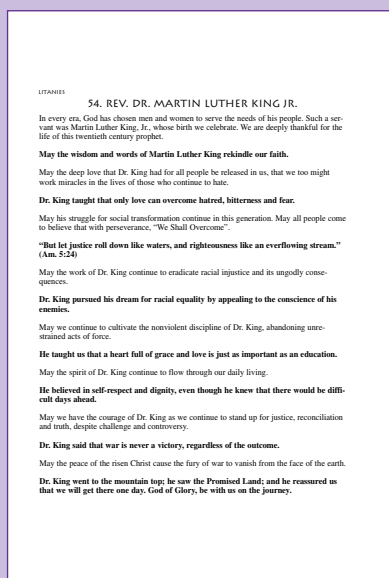 LITANIES
54. REV. DR. MARTIN LUTHER KING JR.
In every era, God has chosen men and women to serve the needs of his people. Such a ser-
vant was Martin Luther King, Jr., whose birth we celebrate. We are deeply thankful for the
life of this twentieth century prophet.
May the wisdom and words of Martin Luther King rekindle our faith.
May the deep love that Dr. King had for all people be released in us, that we too might
work miracles in the lives of those who continue to hate.
Dr. King taught that only love can overcome hatred, bitterness and fear.
May his struggle for social transformation continue in this generation. May all people come
to believe that with perseverance, “We Shall Overcome”.
“But let justice roll down like waters, and righteousness like an everflowing stream.”
(Am. 5:24)
May the work of Dr. King continue to eradicate racial injustice and its ungodly conse-
quences.
Dr. King pursued his dream for racial equality by appealing to the conscience of his
enemies.
May we continue to cultivate the nonviolent discipline of Dr. King, abandoning unre-
strained acts of force.
He taught us that a heart full of grace and love is just as important as an education.
May the spirit of Dr. King continue to flow through our daily living.
He believed in self-respect and dignity, even though he knew that there would be diffi-
cult days ahead.
May we have the courage of Dr. King as we continue to stand up for justice, reconciliation
and truth, despite challenge and controversy.
Dr. King said that war is never a victory, regardless of the outcome.
May the peace of the risen Christ cause the fury of war to vanish from the face of the earth.
Dr. King went to the mountain top; he saw the Promised Land; and he reassured us
that we will get there one day. God of Glory, be with us on the journey.